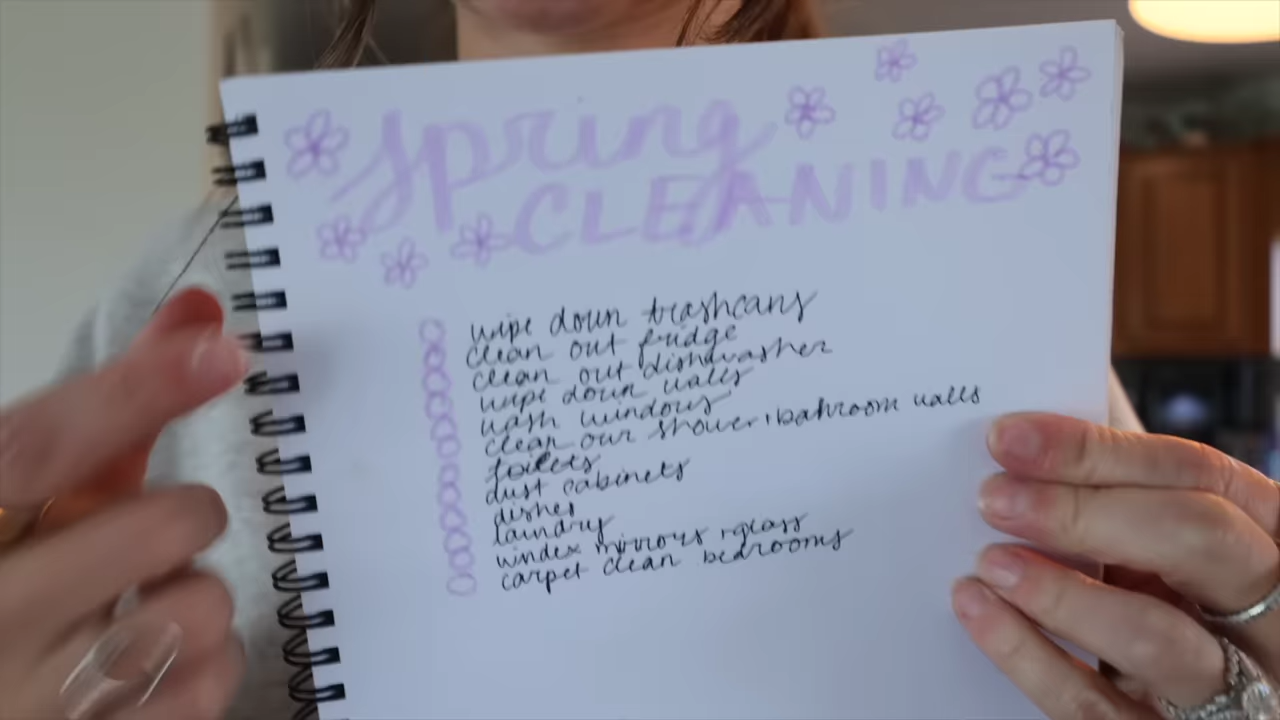 spring
CLEANING
wipe down trashcans
clean out fridge
clean out dishwasher
wipe down walls
wash windows
clean our shower + bathroom walls
toilets
dust cabinets
dishes
laundry
windex mirrors + glass
carpet clean bedrooms